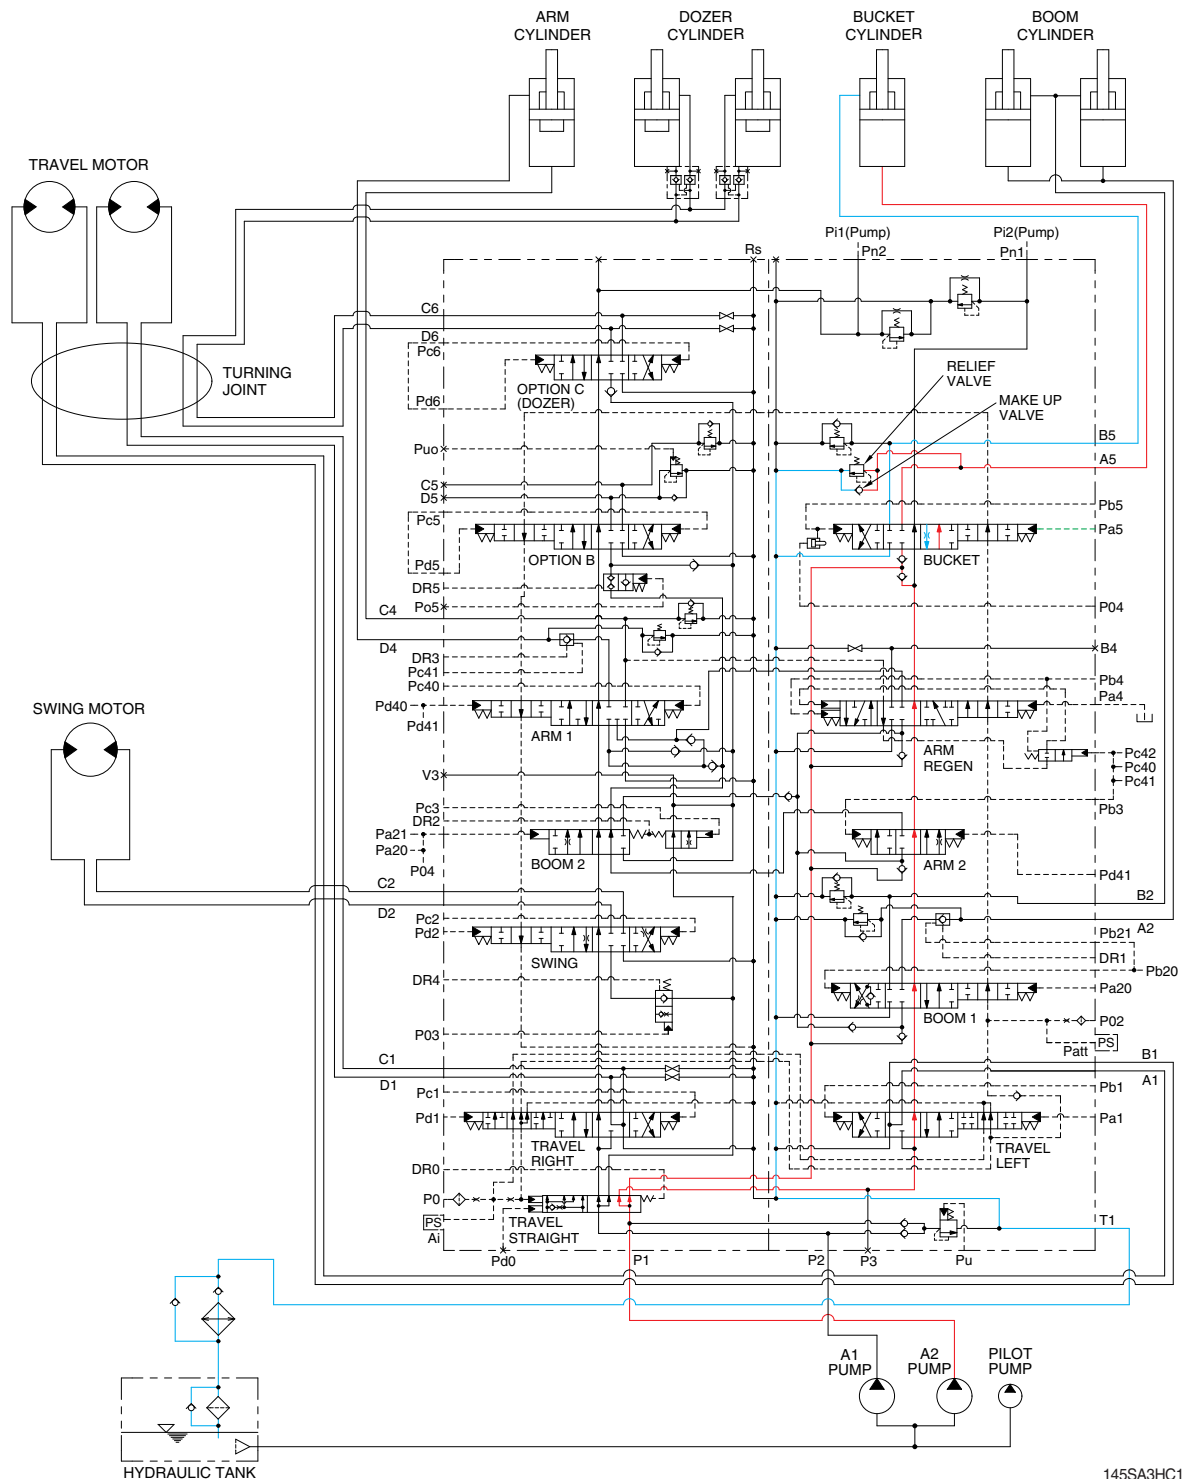 ARM
CYLINDER
DOZER
CYLINDER
BUCKET
CYLINDER
BOOM
CYLINDER
TRAVEL MOTOR
TURNING
JOINT
SWING MOTOR
Rs
Pi1(Pump)
Pn2
Pi2(Pump)
Pn1
C6
D6
Pc6
Pd6
OPTION C
(DOZER)
RELIEF
VALVE
MAKE UP
VALVE
Puo
C5
D5
Pc5
Pd5
OPTION B
DR5
Po5
B5
A5
Pb5
Pa5
BUCKET
P04
C4
D4
DR3
Pc41
Pc40
Pd40
Pd41
ARM 1
B4
Pb4
Pa4
ARM
REGEN
Pc42
Pc40
Pc41
V3
Pc3
DR2
Pa21
Pa20
P04
BOOM 2
Pb3
ARM 2
Pd41
C2
D2
Pc2
Pd2
SWING
DR4
P03
B2
A2
Pb21
DR1
Pb20
Pa20
BOOM 1
P02
PS
Patt
C1
D1
Pc1
Pd1
TRAVEL
RIGHT
B1
A1
Pb1
Pa1
TRAVEL
LEFT
DR0
P0
PS
Ai
TRAVEL
STRAIGHT
T1
Pd0
P1
P2
P3
Pu
A1
PUMP
A2
PUMP
PILOT
PUMP
HYDRAULIC TANK
145SA3HC1